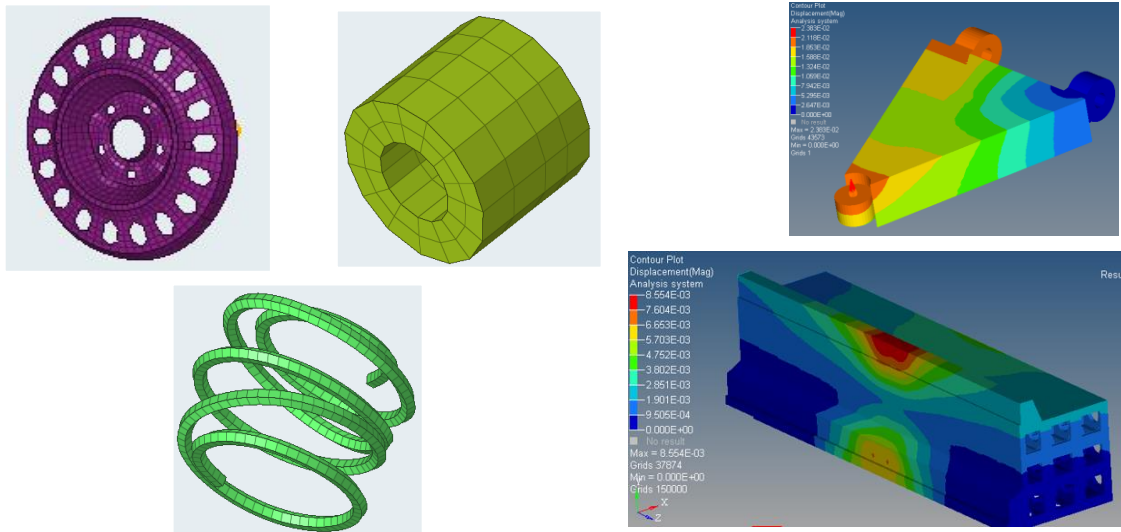 Contour Plot
Displacement(Mag)
Analysis system
2.383E-02
2.118E-02
1.853E-02
1.588E-02
1.324E-02
1.059E-02
7.942E-03
5.295E-03
2.647E-03
0.000E+00
No result
Max = 2.383E-02
Grids 43573
Min = 0.000E+00
Grids 1
Contour Plot
Displacement(Mag)
Analysis system
8.554E-03
7.604E-03
6.653E-03
5.703E-03
4.752E-03
3.802E-03
2.851E-03
1.901E-03
9.505E-04
0.000E+00
No result
Max = 8.554E-03
Grids 37874
Min = 0.000E+00
Grids 150000
Y
X
Z
Resu